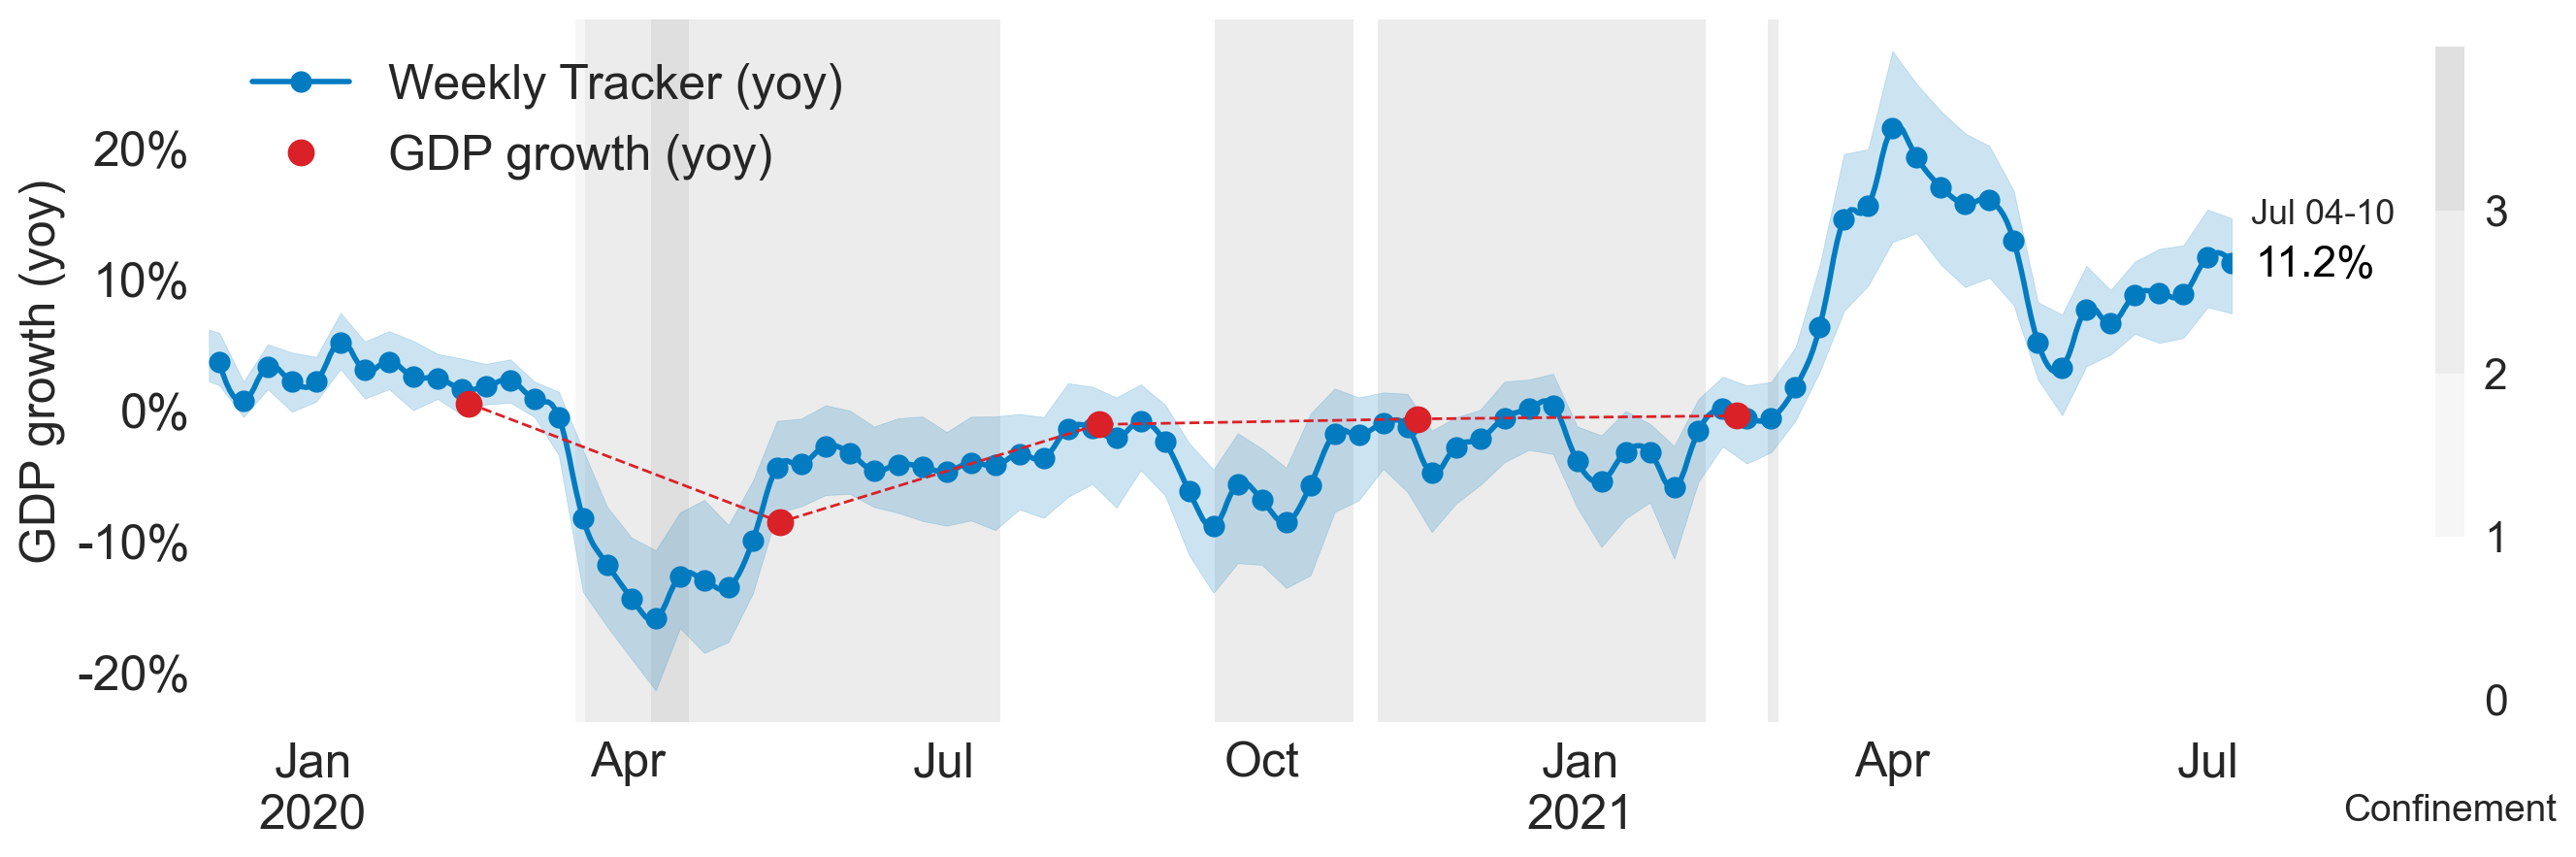 Weekly Tracker (yoy)
GDP growth (yoy)
GDP growth (yoy)
20%
10%
0%
-10%
-20%
Jul 04-10
11.2%
3
2
1
0
Jan
2020
Apr
Jul
Oct
Jan
2021
Apr
Jul
Confinement